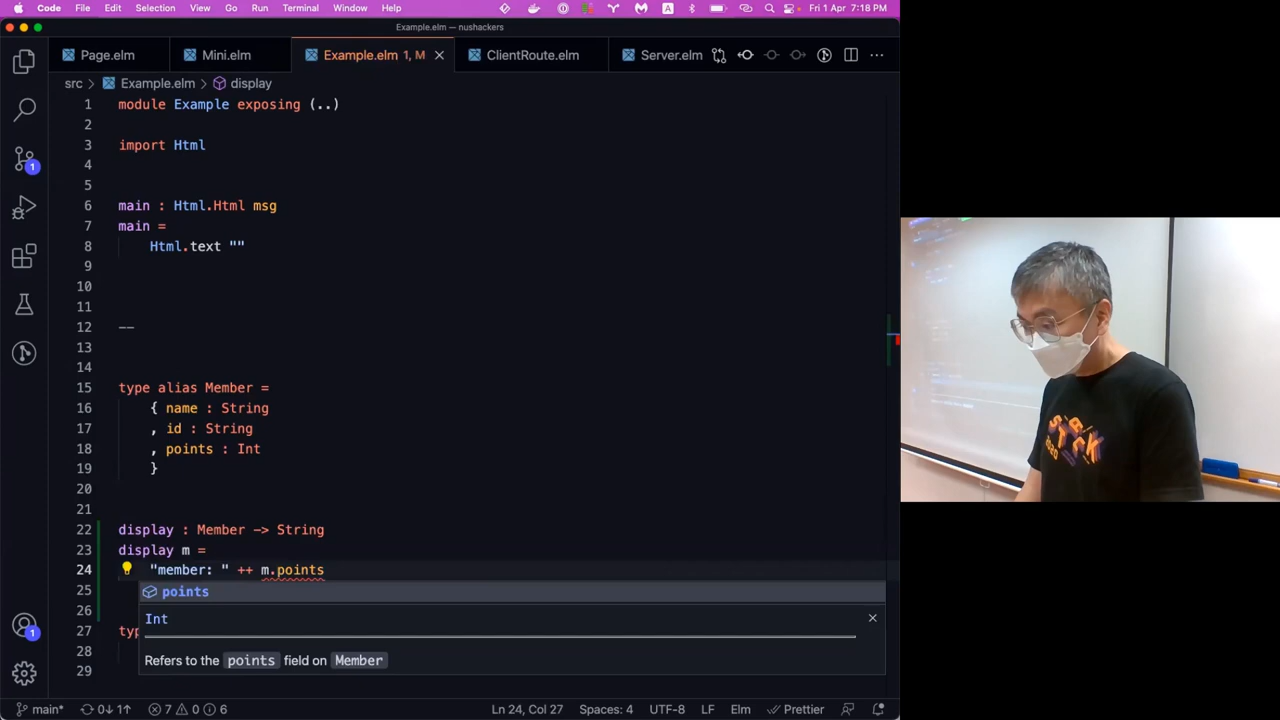 Code File Edit Selection View Go Run Terminal Window Help A Fri 1 Apr 7:18 PM
Example.elm — nushackers
Page.elm Mini.elm Example.elm 1, M ClientRoute.elm Server.elm
src > Example.elm > display
1 module Example exposing (..)
2
3 import Html
4
5
6 main : Html.Html msg
7 main =
8 Html.text ""
9
10
11
12 --
13
14
15 type alias Member =
16 { name : String
17 , id : String
18 , points : Int
19 }
20
21
22 display : Member -> String
23 display m =
24 "member: " ++ m.points
25 points
26 Int
27 typ
28 Refers to the points field on Member
29
1
1
main* 0↓ 1↑ 7 0 6 Ln 24, Col 27 Spaces: 4 UTF-8 LF Elm Prettier
STACK
2020